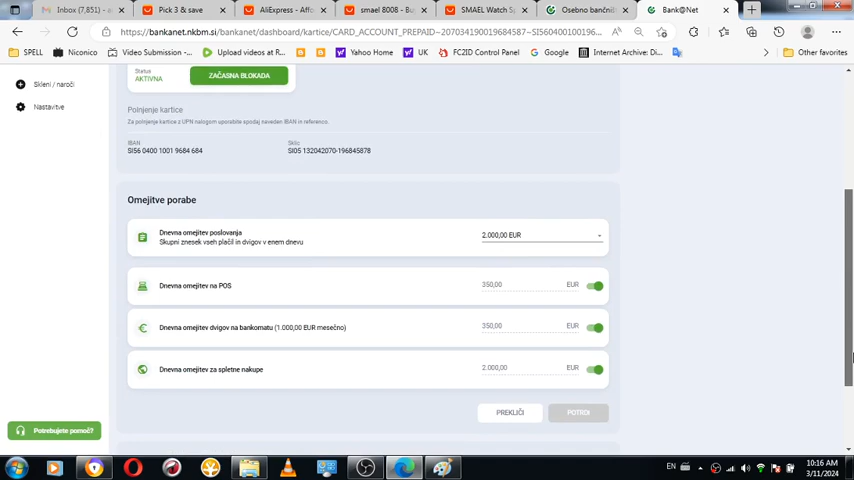 Inbox (7,851) -
Pick 3 & save
AliExpress - Affo
smael 8008 - Bu
SMAEL Watch Sp
Osebno bančništ
Bank@Net
https://bankanet.nkbm.si/bankanet/dashboard/kartice/CARD_ACCOUNT_PREPAID~2070341900196845 87~SI560400100196...
SPELL
Niconico
Video Submission -...
Upload videos at R...
Yahoo Home
UK
FC2ID Control Panel
Google
Internet Archive: Di...
Other favorites
Skleni / naroči
Nastavitve
Status
AKTIVNA
ZAČASNA BLOKADA
Polnjenje kartice
Za polnjenje kartice z UPN nalogom uporabite spodaj naveden IBAN in referenco.
IBAN
Sklic
SI56 0400 1001 9684 684
SI05 132042070-196845878
Omejitve porabe
Dnevna omejitev poslovanja
Skupni znesek vseh plačil in dvigov v enem dnevu
2.000,00 EUR
Dnevna omejitev na POS
350,00
EUR
Dnevna omejitev dvigov na bankomatu (1.000,00 EUR mesečno)
350,00
EUR
Dnevna omejitev za spletne nakupe
2.000,00
EUR
PREKLIČI
POTRDI
Potrebujete pomoč?
EN
10:16 AM
3/11/2024